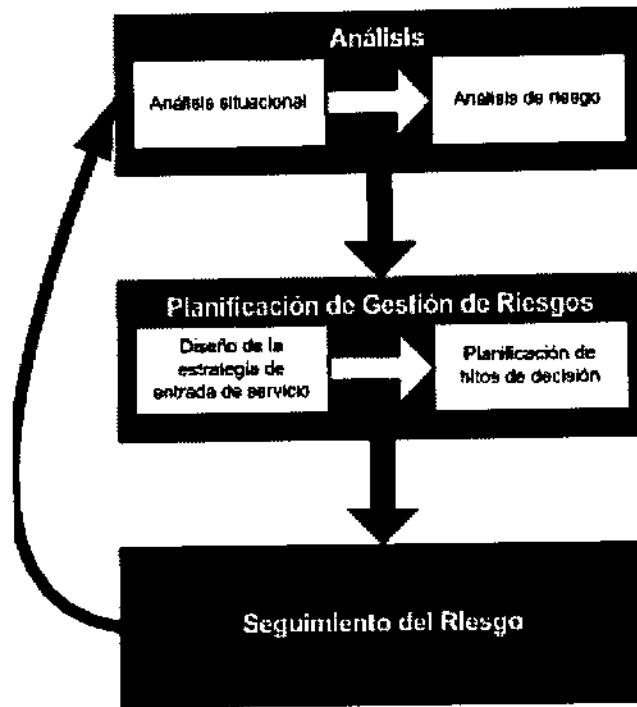 Análisis
Análisis situacional
Análisis de riesgo
Planificación de Gestión de Riesgos
Diseño de la
estrategia de
entrada de servicio
Planificación de
hitos de decisión
Seguimiento del Riesgo